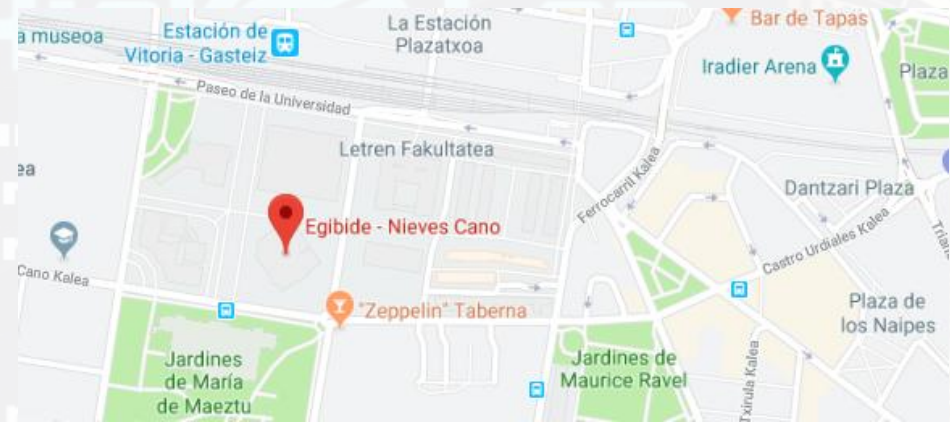 a museoa
Estación de
Vitoria - Gasteiz
La Estación
Plazatxoa
Bar de Tapas
Iradier Arena
Plaza
Paseo de la Universidad
Letren Fakultatea
ea
Ferrocarril Kalea
Dantzari Plaza
Egibide - Nieves Cano
Castro Urdiales Kalea
Cano Kalea
"Zeppelin" Taberna
Plaza de
los Naipes
Jardines
de María
de Maeztu
Jardines de
Maurice Ravel
Txirula Kalea